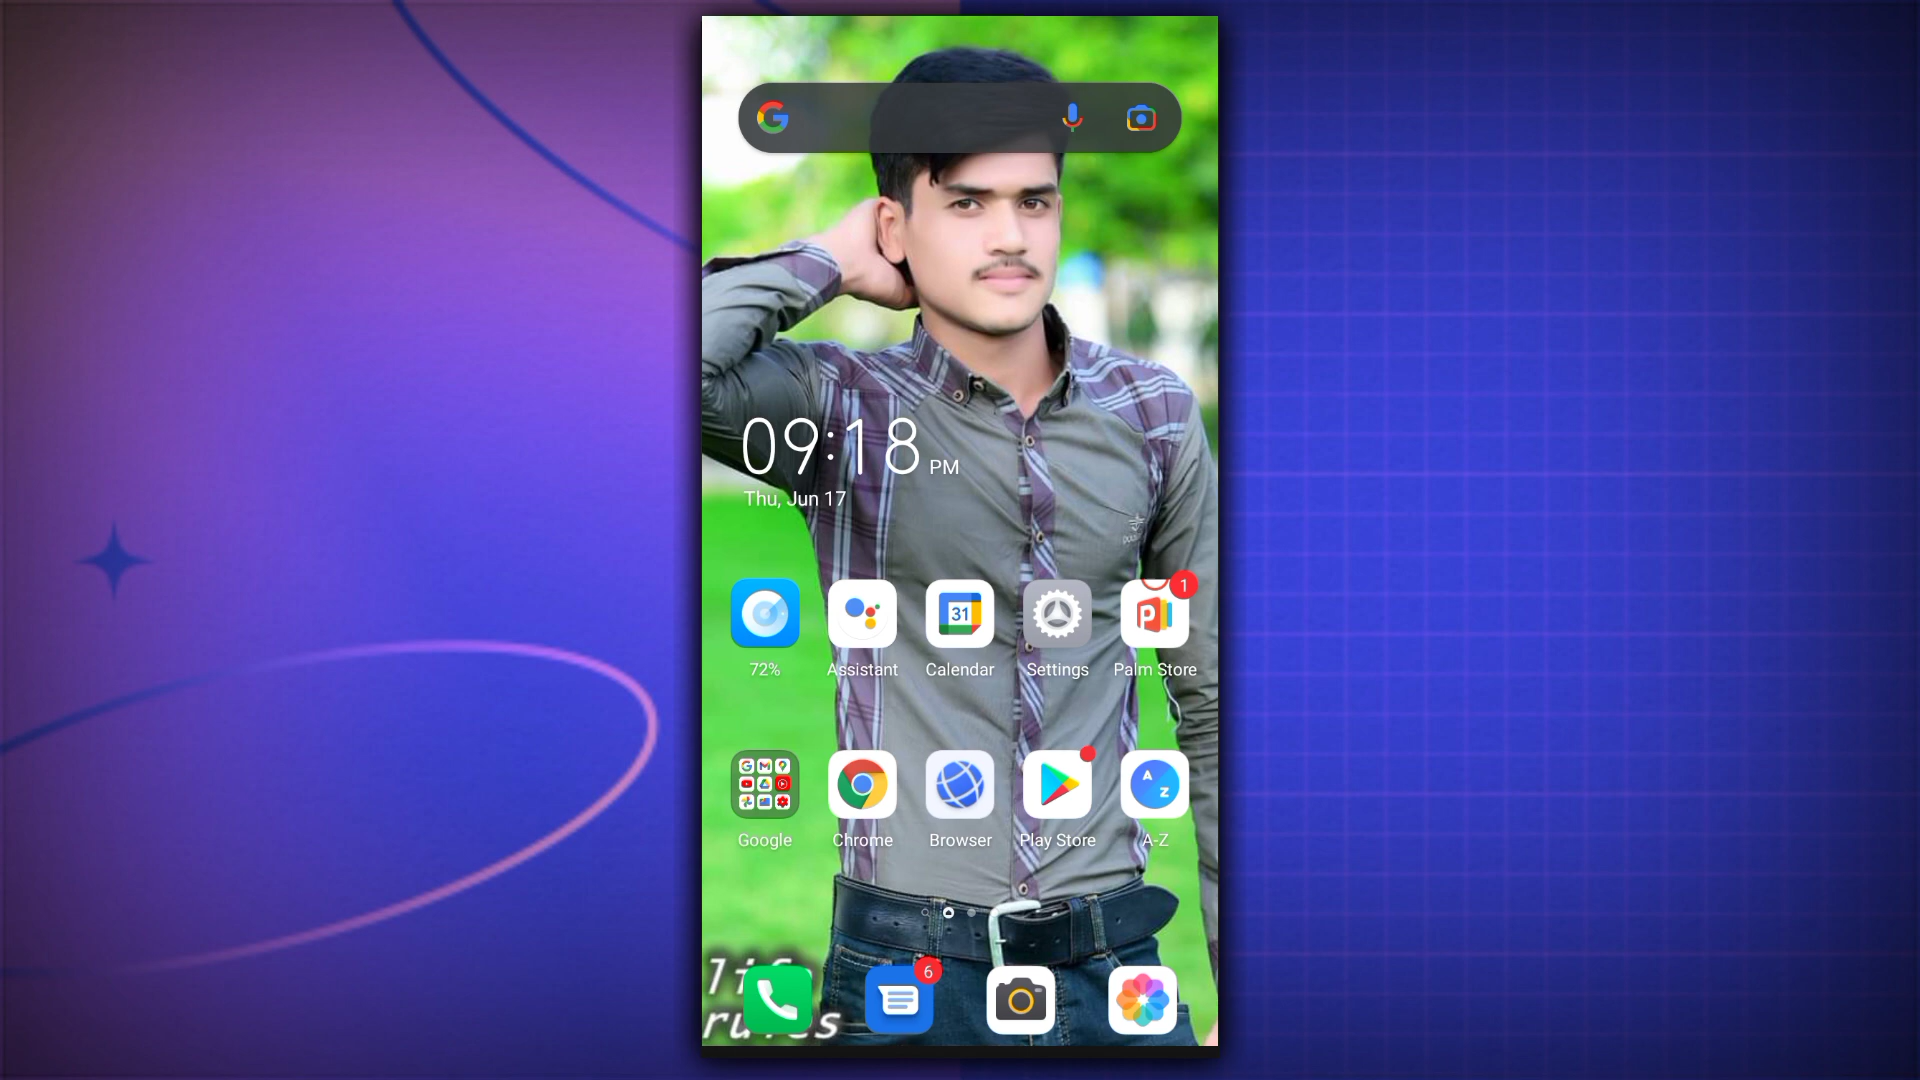 09:18 PM
Thu, Jun 17
31
1
72%
Assistant
Calendar
Settings
Palm Store
A
Z
Google
Chrome
Browser
Play Store
A-Z
6